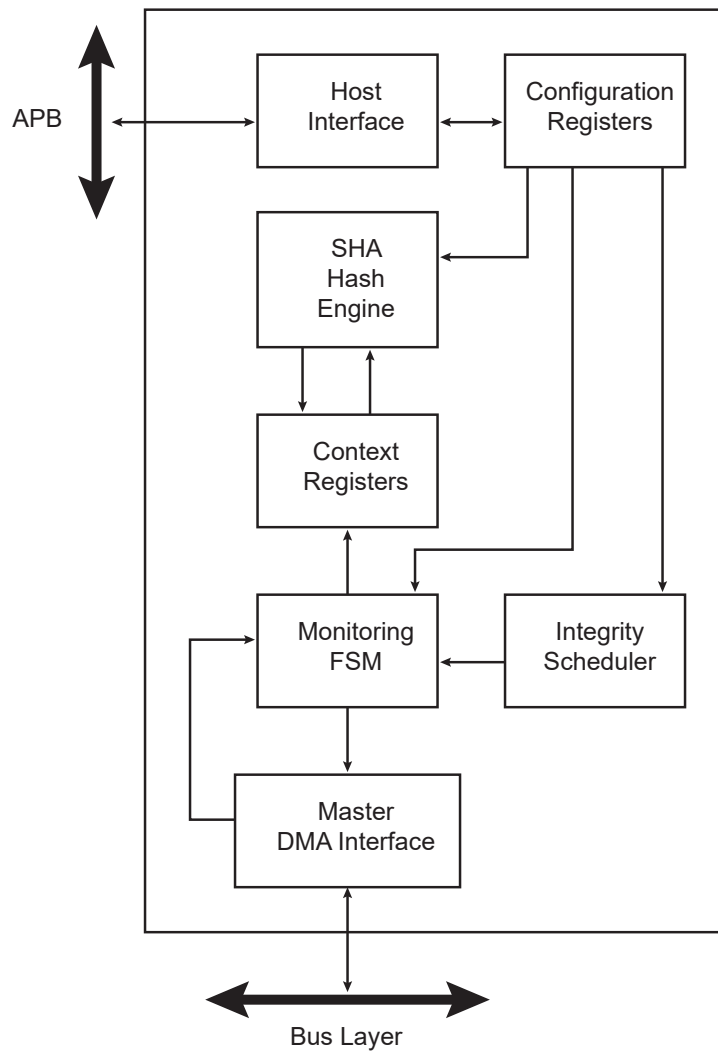 APB
Host
Interface
Configuration
Registers
SHA
Hash
Engine
Context
Registers
Monitoring
FSM
Integrity
Scheduler
Master
DMA Interface
Bus Layer